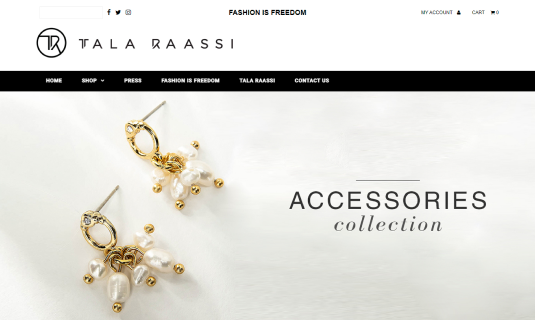 FASHION IS FREEDOM
MY ACCOUNT
CART 0
TR TALA RAASSI
HOME SHOP PRESS FASHION IS FREEDOM TALA RAASSI CONTACT US
ACCESSORIES
collection